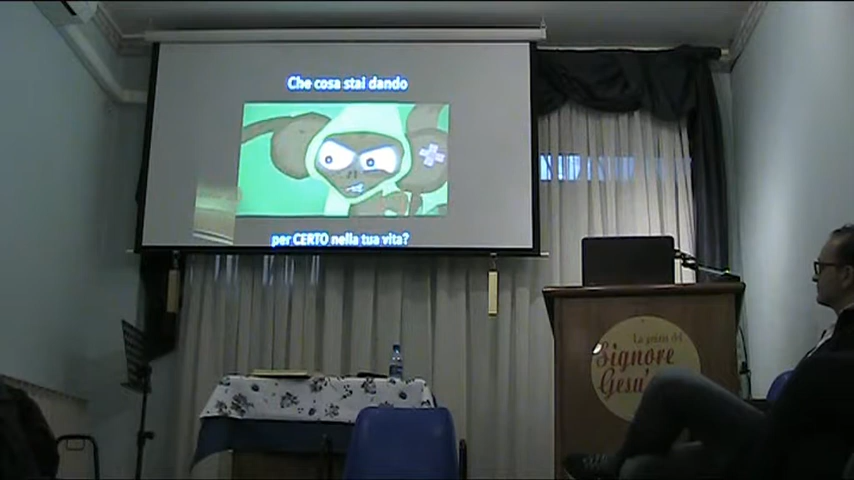 Che cosa stai dando
per CERTO nella tua vita?
La gioia del
Signore
Gesù